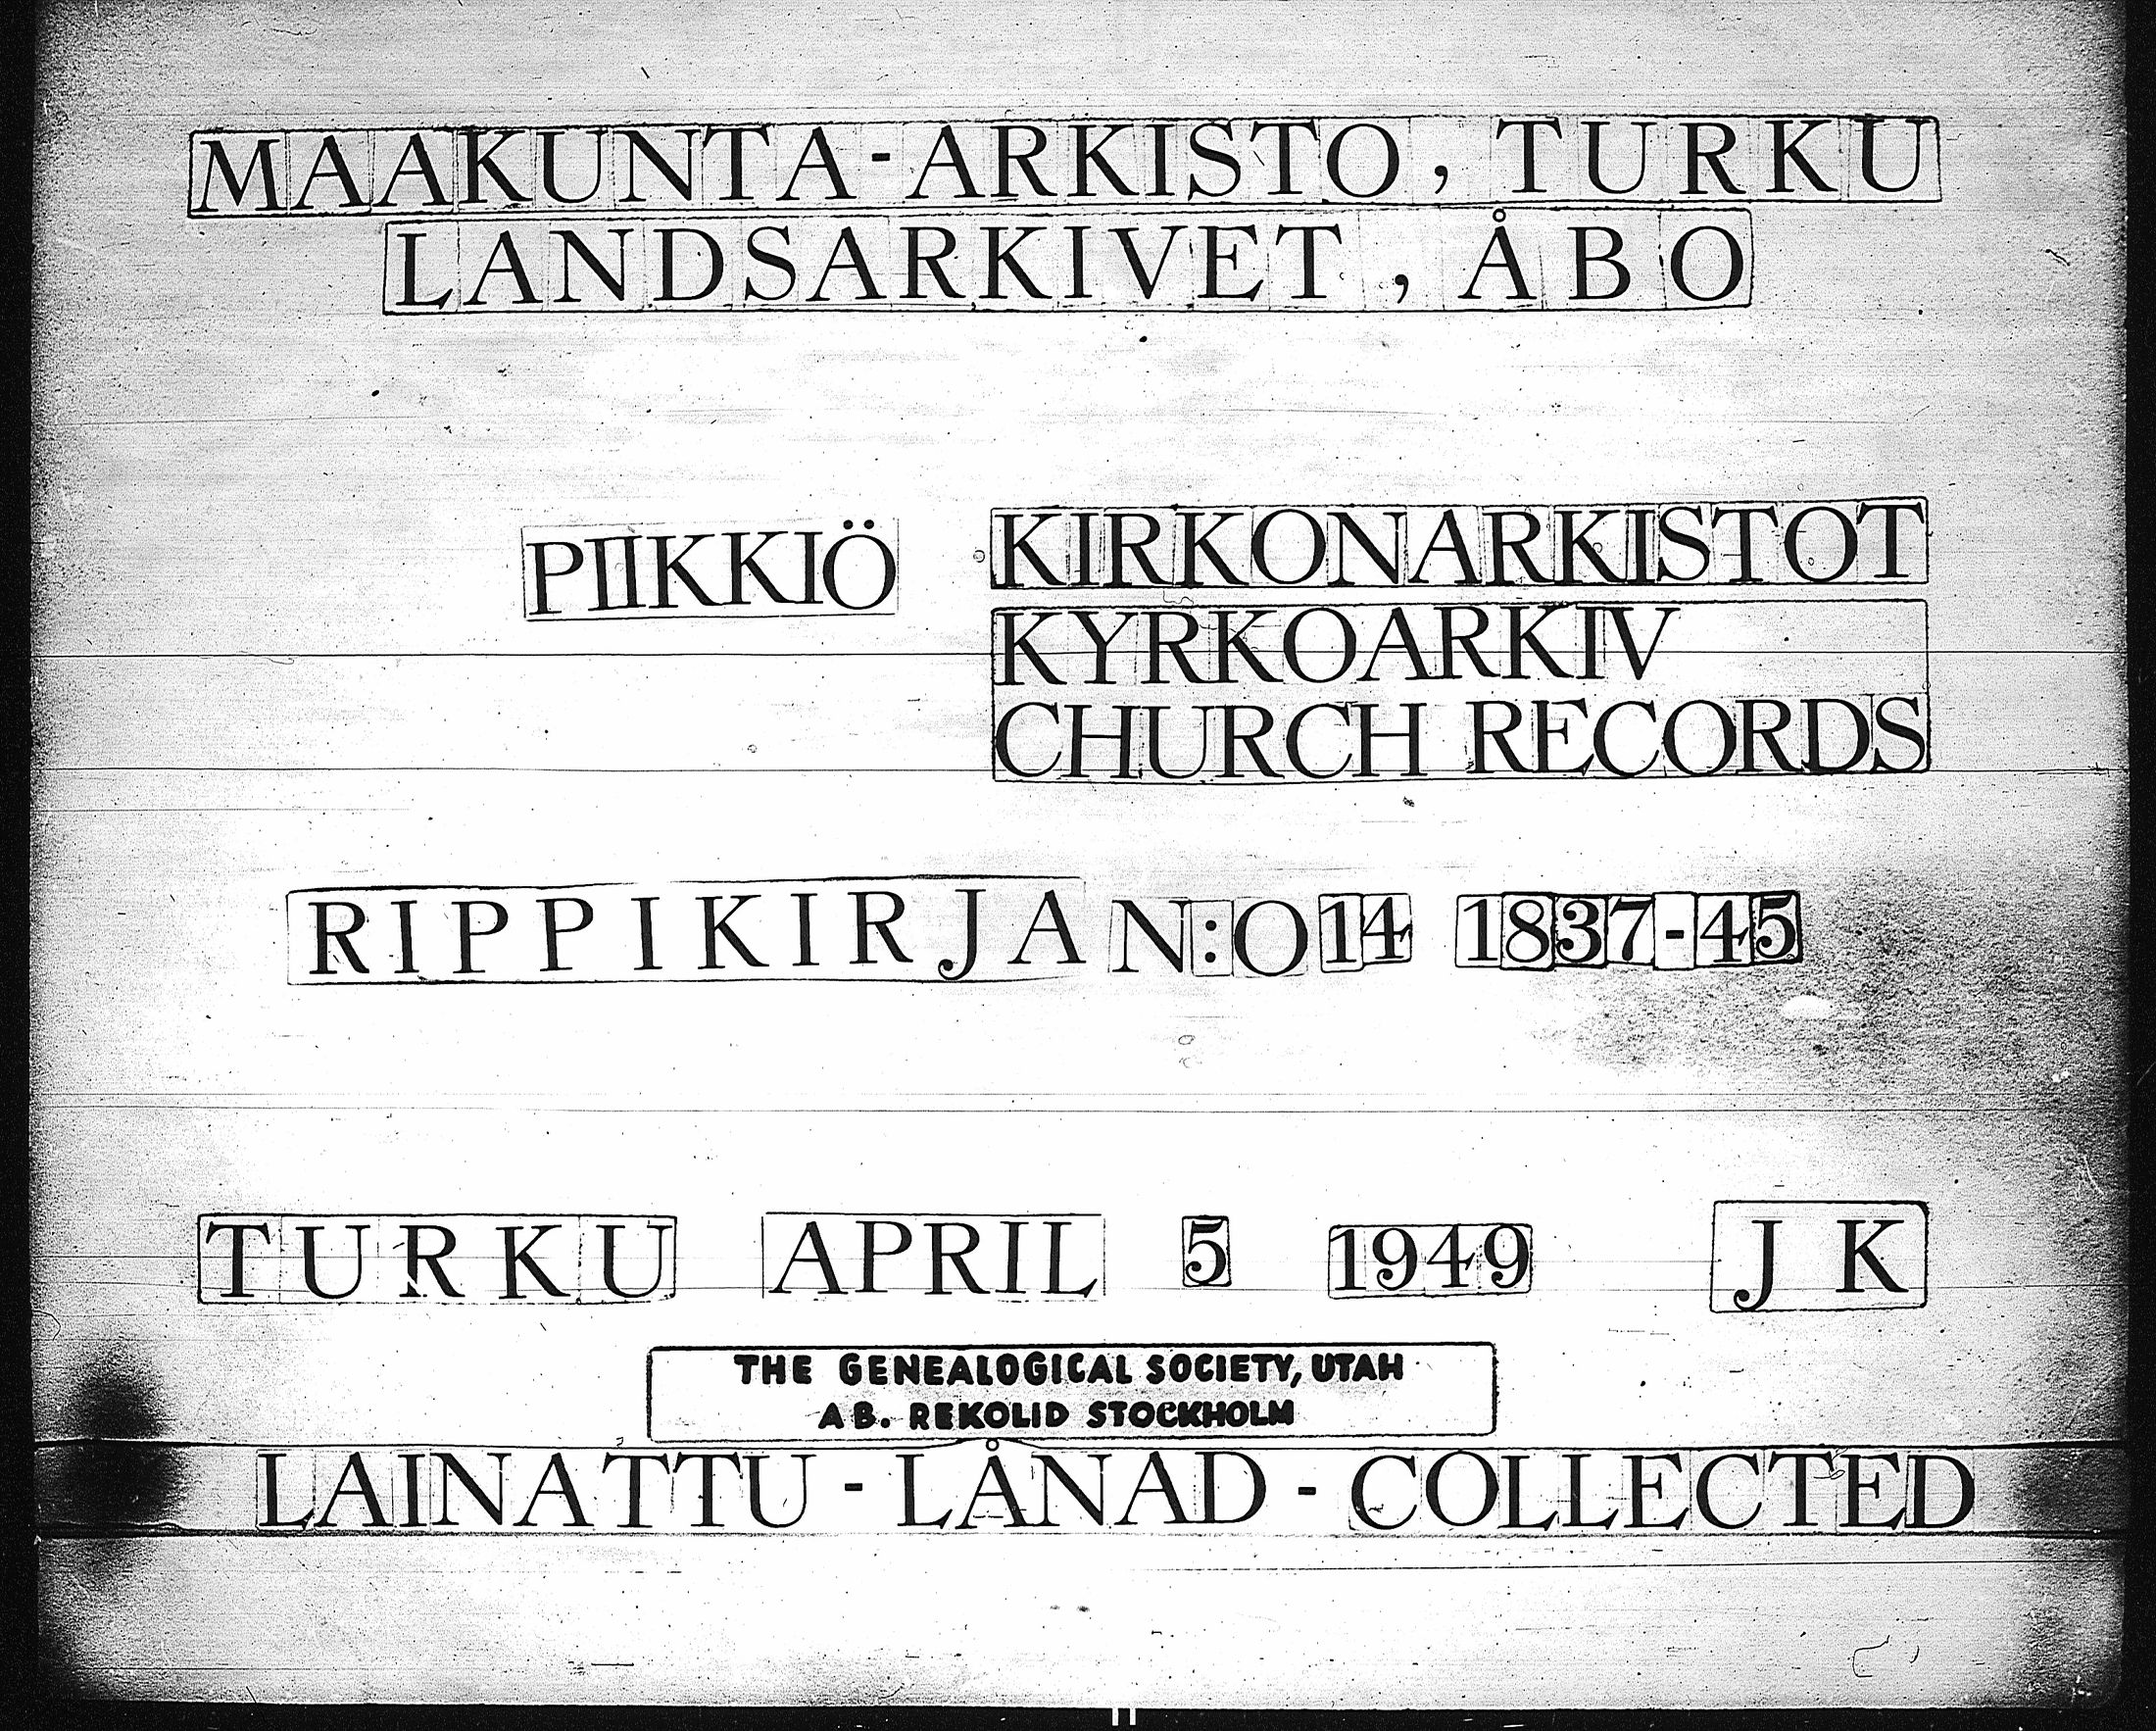 MAAKUNTA-ARKISTO, TURKU
LANDSARKIVET, ÅBO
PIIKKIÖ KIRKONARKISTOT
KYRKOARKIV
CHURCH RECORDS
RIPPIKIRJA N:O 14 1837-45
TURKU APRIL 5 1949 J K
THE GENEALOGICAL SOCIETY, UTAH
AB. REKOLID STOCKHOLM
LAINATTU - LÅNAD - COLLECTED